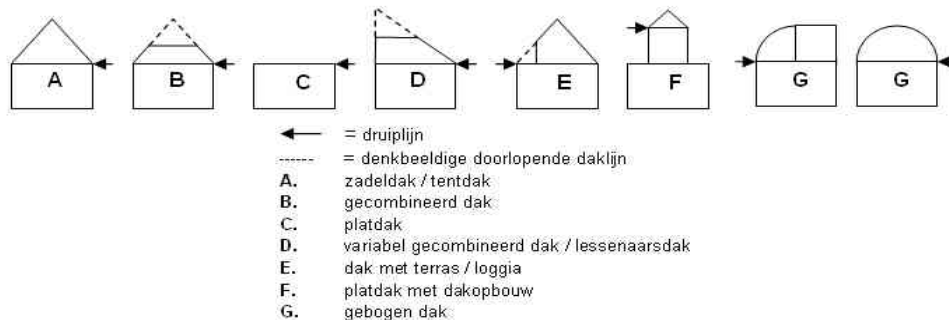 A B C D E F G G
= druiplijn
= denkbeeldige doorlopende daklijn
A. zadeldak / tentdak
B. gecombineerd dak
C. platdak
D. variabel gecombineerd dak / lessenaarsdak
E. dak met terras / loggia
F. platdak met dakopbouw
G. gebogen dak